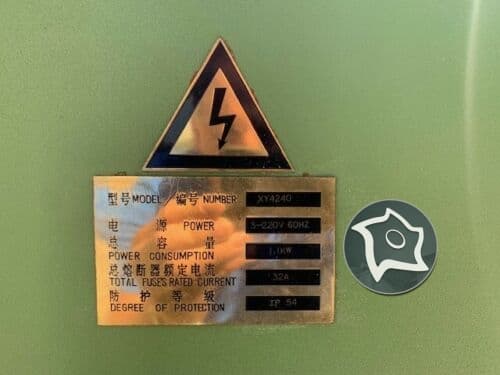 型号MODEL/编号NUMBER XY4240
电源 POWER 3-220V 60HZ
总容量
POWER CONSUMPTION KW
总熔断器额定电流
TOTAL FUSES RATED CURRENT 32A
防护等级
DEGREE OF PROTECTION IP 54